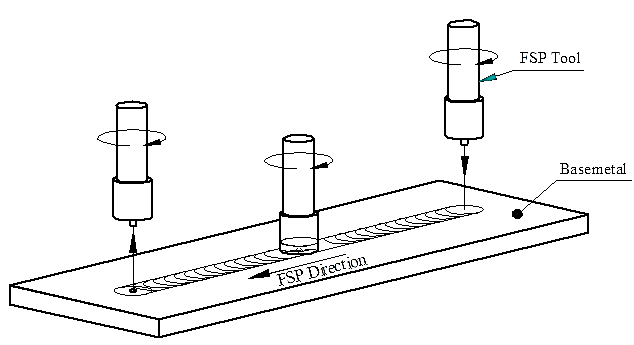 FSP Tool
Basemetal
FSP Direction